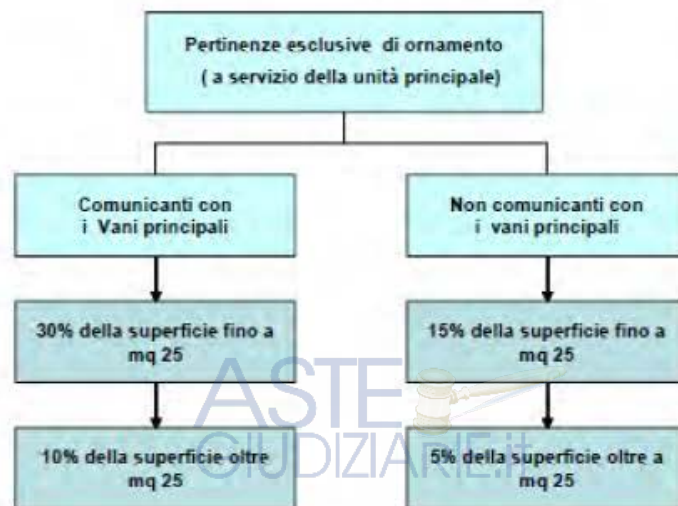 Pertinenze esclusive di ornamento
( a servizio della unità principale)
Comunicanti con
i Vani principali
Non comunicanti con
i vani principali
30% della superficie fino a
mq 25
15% della superficie fino a
mq 25
ASTE
GIUDIZIARIE.it
10% della superficie oltre
mq 25
5% della superficie oltre a
mq 25